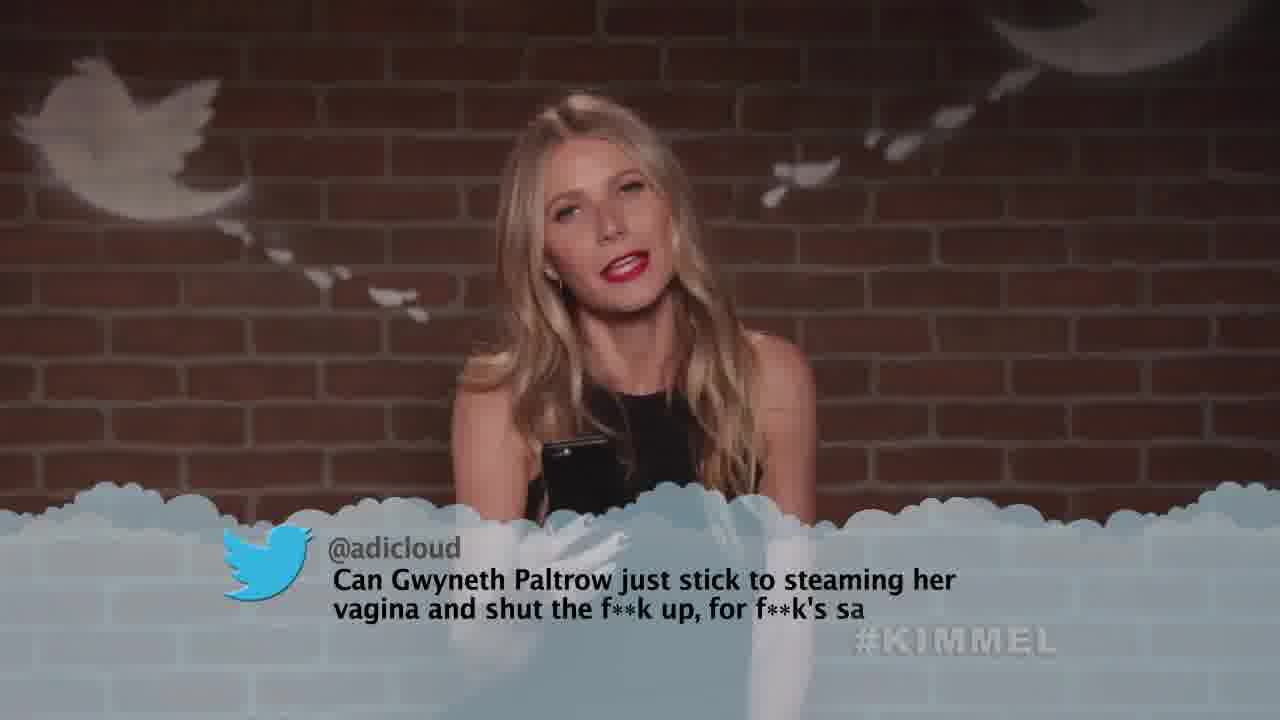 @adicloud
Can Gwyneth Paltrow just stick to steaming her
vagina and shut the f**k up, for f**k's sa
#KIMMEL